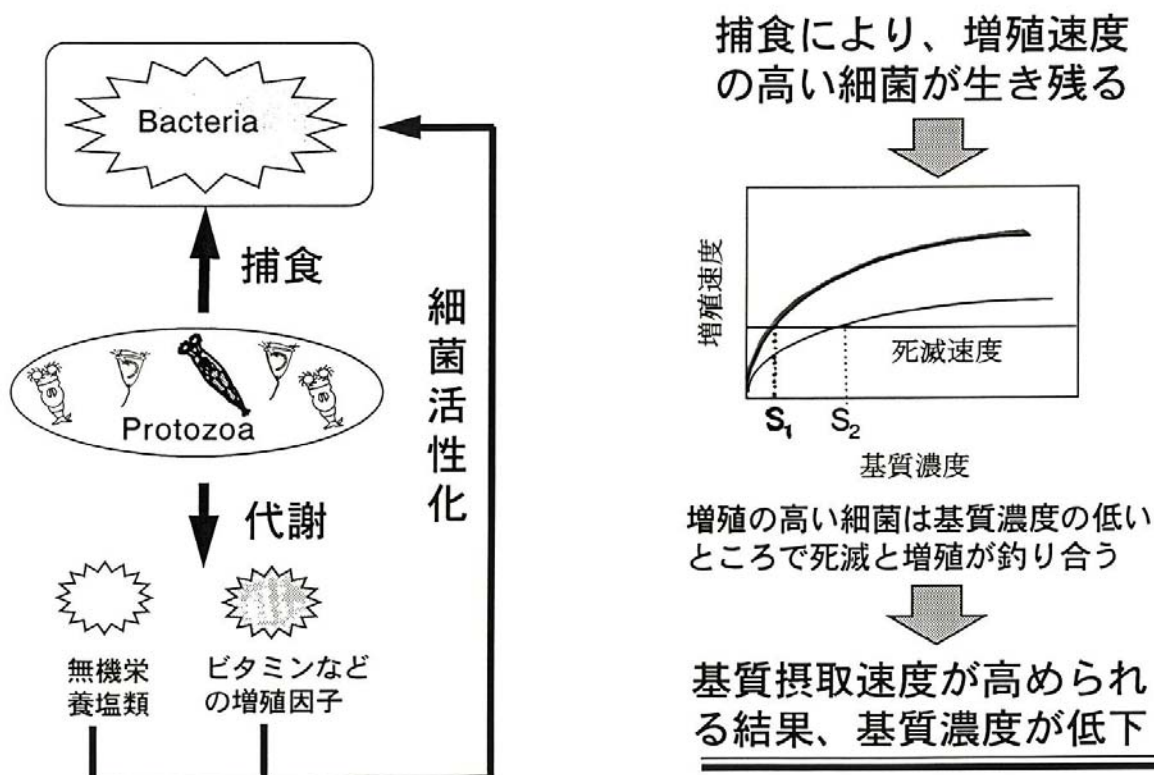 Bacteria
捕食
Protozoa
代謝
無機栄
養塩類
ビタミンなど
の増殖因子
細菌活性化
捕食により、増殖速度
の高い細菌が生き残る
増殖速度
死滅速度
S1
S2
基質濃度
増殖の高い細菌は基質濃度の低い
ところで死滅と増殖が釣り合う
基質摂取速度が高められ
る結果、基質濃度が低下